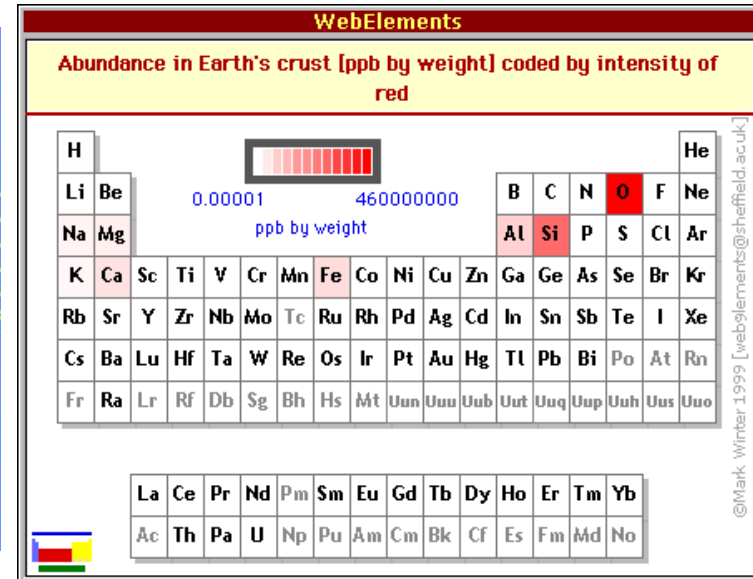 WebElements
Abundance in Earth's crust [ppb by weight] coded by intensity of
red
H He
Li Be 0.00001 460000000 B C N O F Ne
ppb by weight
Na Mg Al Si P S Cl Ar
K Ca Sc Ti V Cr Mn Fe Co Ni Cu Zn Ga Ge As Se Br Kr
Rb Sr Y Zr Nb Mo Tc Ru Rh Pd Ag Cd In Sn Sb Te I Xe
Cs Ba Lu Hf Ta W Re Os Ir Pt Au Hg Tl Pb Bi Po At Rn
Fr Ra Lr Rf Db Sg Bh Hs Mt Uun Uuu Uub Uut Uuq Uup Uuh Uus Uuo
La Ce Pr Nd Pm Sm Eu Gd Tb Dy Ho Er Tm Yb
Ac Th Pa U Np Pu Am Cm Bk Cf Es Fm Md No
©Mark Winter 1999 [web9lements@sheffield.ac.uk]